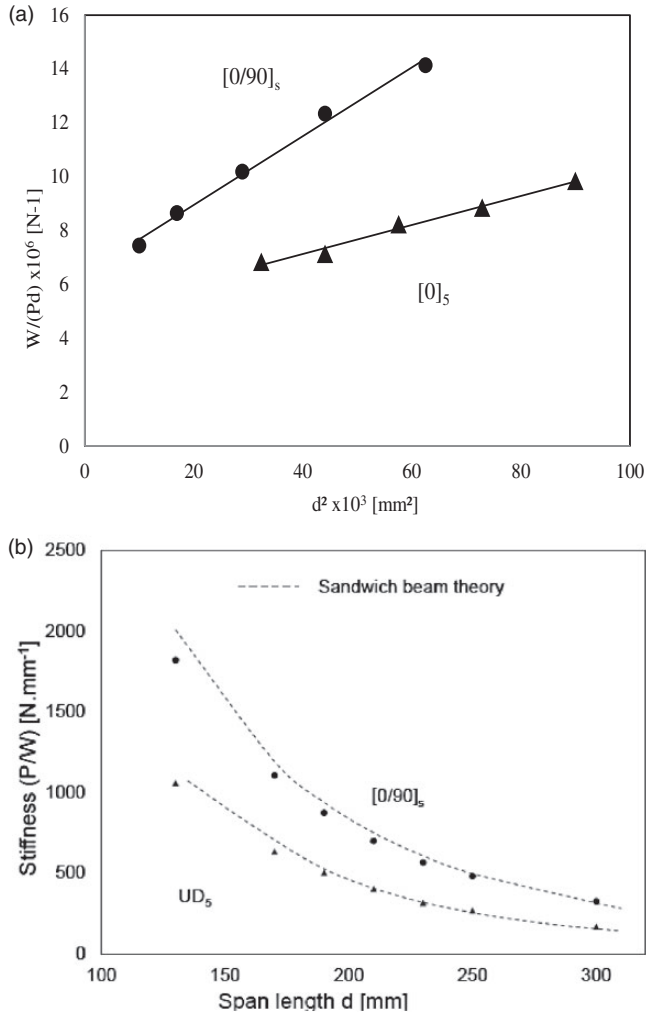 (a)
16
14
12
10
8
6
4
2
0
W/(Pd) x10⁶ [N-1]
[0/90]ₛ
[0]₅
0 20 40 60 80 100
d² x10³ [mm²]
(b)
2500
2000
1500
1000
500
0
Stiffness (P/W) [N.mm⁻¹]
Sandwich beam theory
[0/90]₅
UD₅
100 150 200 250 300
Span length d [mm]